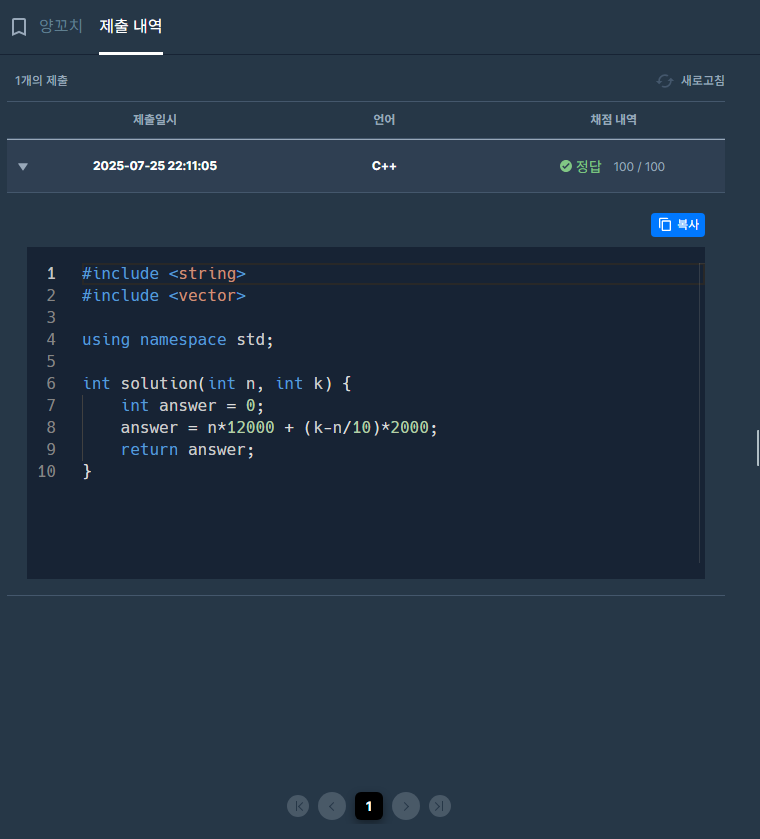 양꼬치 제출 내역
1개의 제출 새로고침
제출일시 언어 채점 내역
2025-07-25 22:11:05 C++ 정답 100 / 100
복사
1 #include <string>
2 #include <vector>
3
4 using namespace std;
5
6 int solution(int n, int k) {
7     int answer = 0;
8     answer = n*12000 + (k-n/10)*2000;
9     return answer;
10 }
1